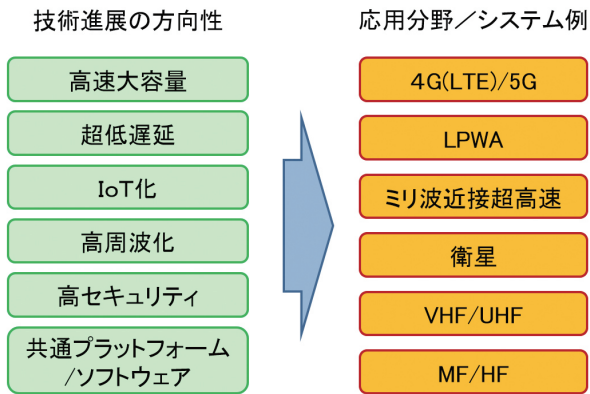 技術進展の方向性
高速大容量
超低遅延
IoT化
高周波化
高セキュリティ
共通プラットフォーム
/ソフトウェア
応用分野/システム例
4G(LTE)/5G
LPWA
ミリ波近接超高速
衛星
VHF/UHF
MF/HF